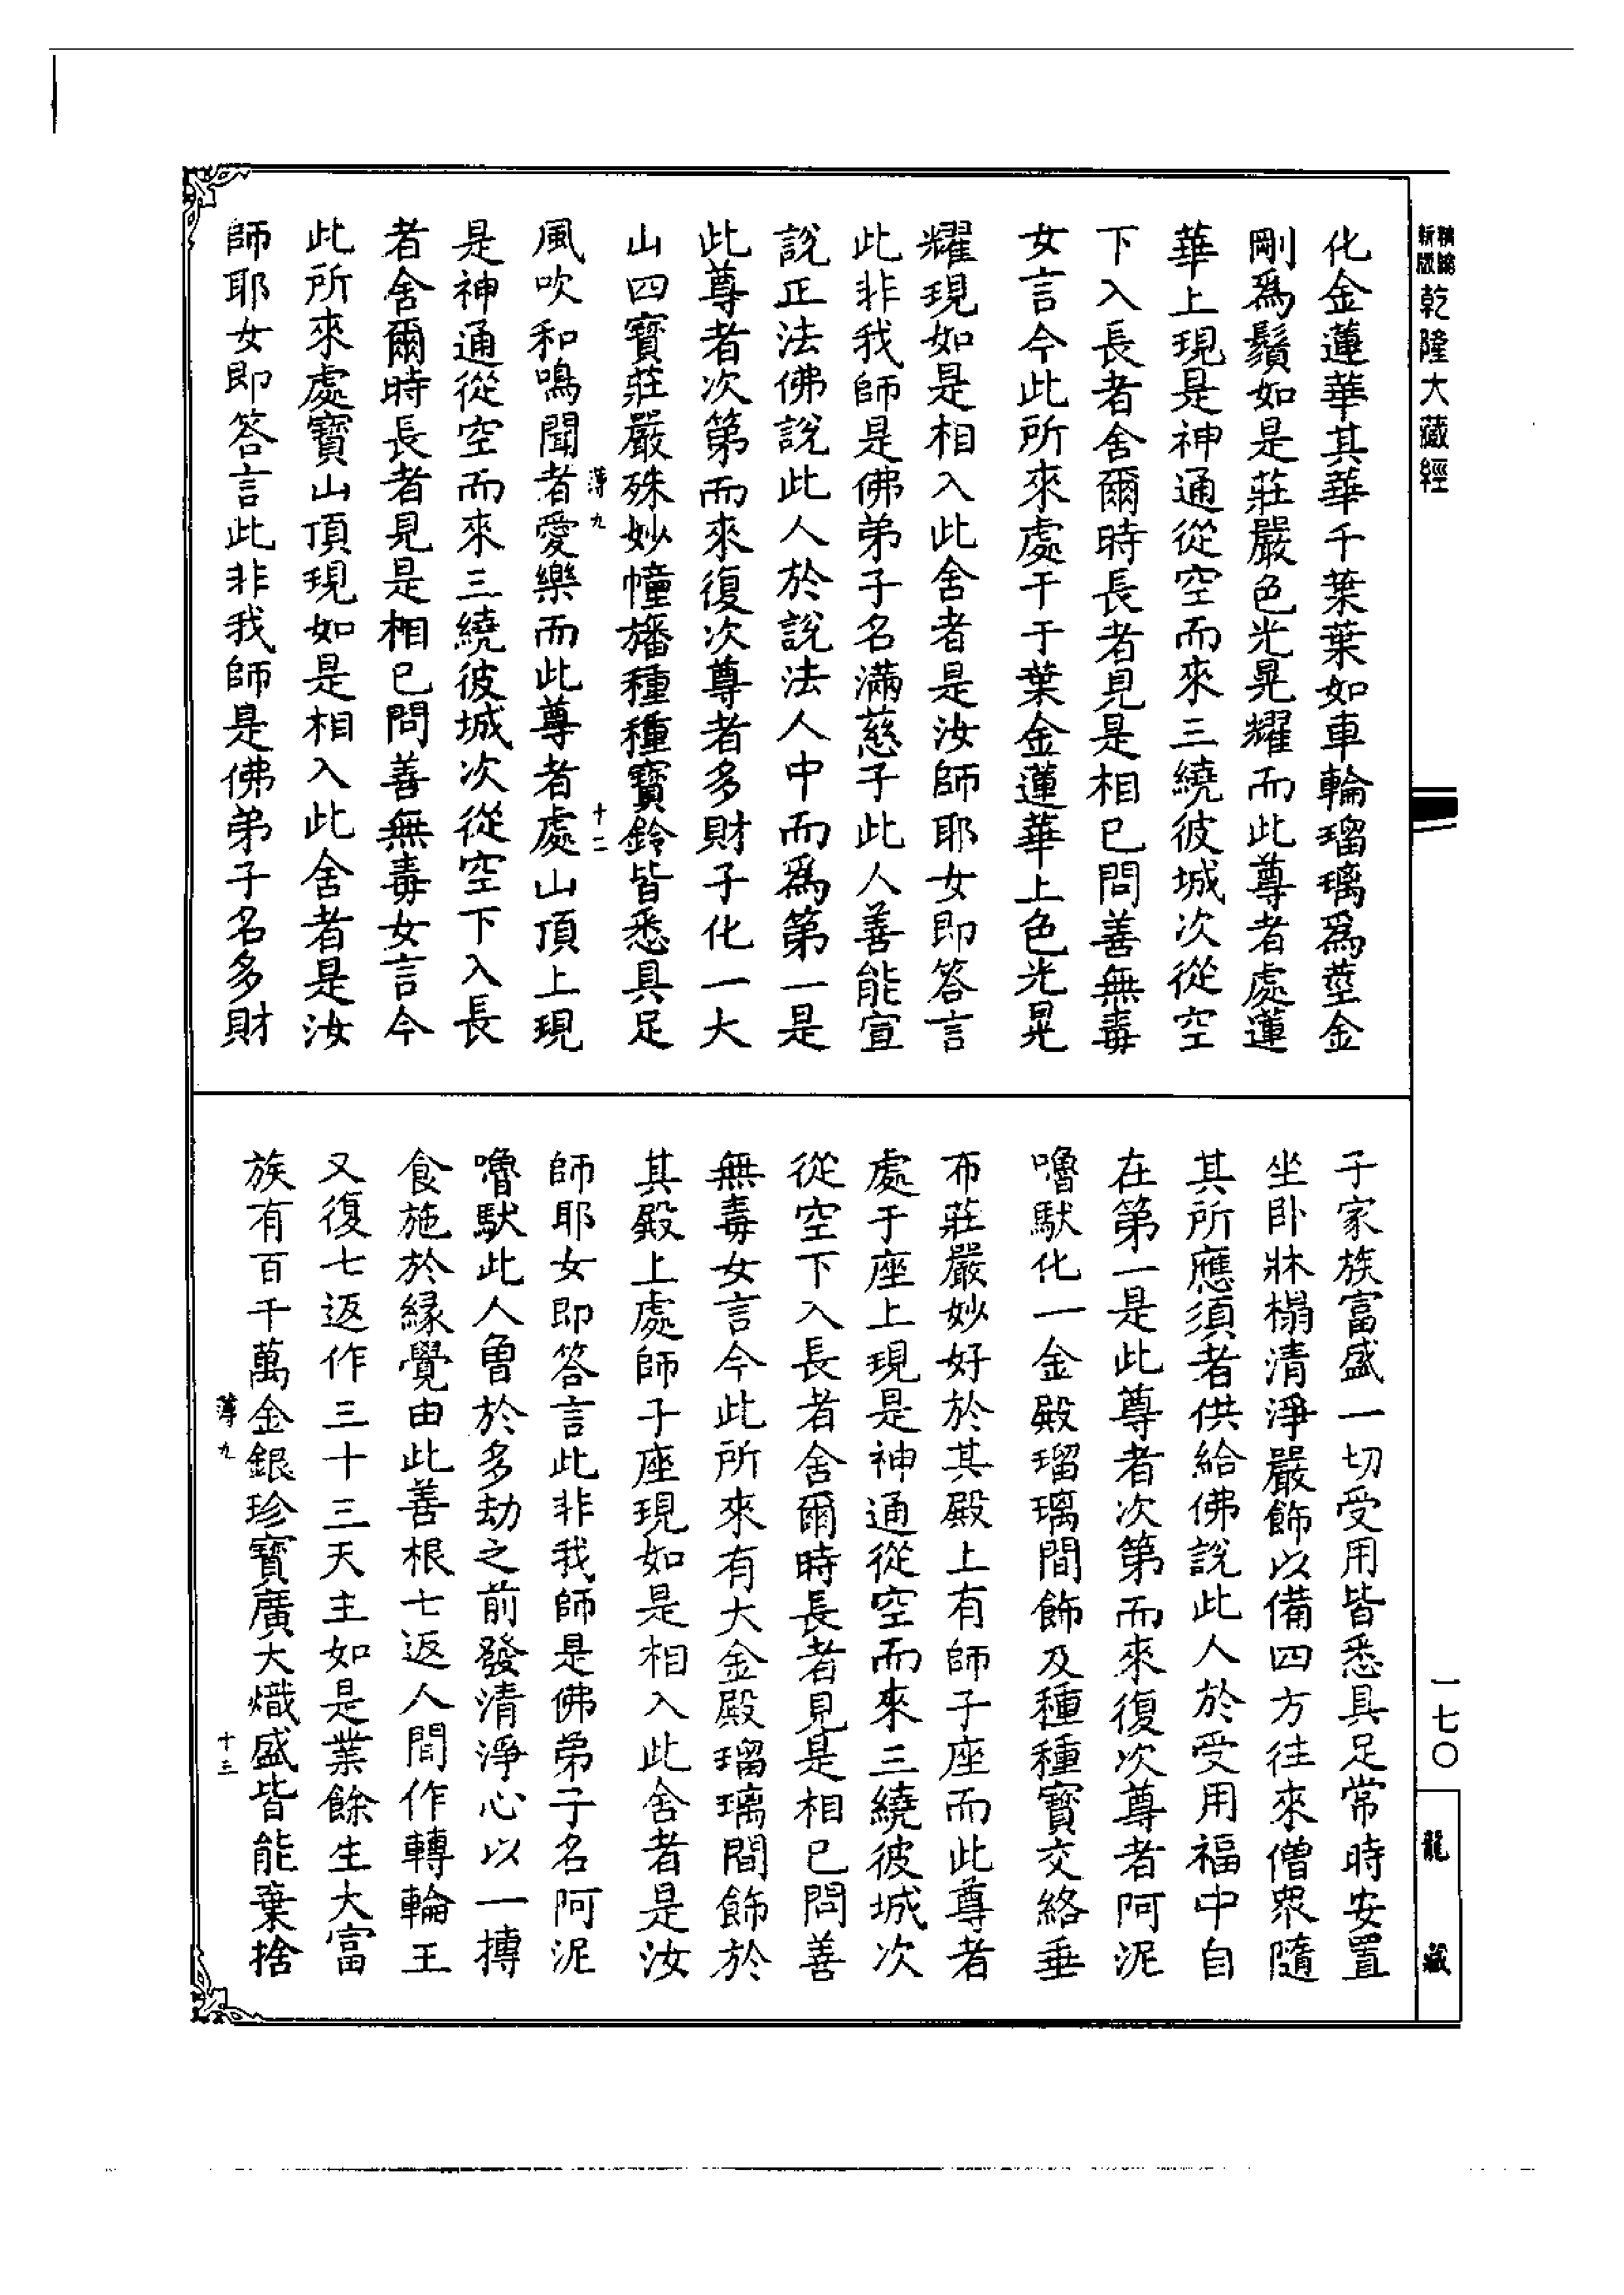 新版
精縮
乾隆大藏經
一七〇
龍藏
化金蓮華其華千葉葉如車輪瑠璃爲莖金
剛爲鬚如是莊嚴色光晃耀而此尊者處蓮
華上現是神通從空而來三繞彼城次從空
下入長者舍爾時長者見是相已問善無毒
女言今此所來處于千葉金蓮華上色光晃
耀現如是相入此舍者是汝師耶女即答言
此非我師是佛弟子名滿慈子此人善能宣
說正法佛說此人於說法人中而爲第一是
此尊者次第而來復次尊者多財子化一大
山四寶莊嚴殊妙幢旛種種寶鈴皆悉具足
薄九
十二
風吹和鳴聞者愛樂而此尊者處山頂上現
是神通從空而來三繞彼城次從空下入長
者舍爾時長者見是相已問善無毒女言今
此所來處寶山頂現如是相入此舍者是汝
師耶女即答言此非我師是佛弟子名多財
子家族富盛一切受用皆悉具足常時安置
坐卧牀榻清淨嚴飾以備四方往來僧眾隨
其所應須者供給佛說此人於受用福中自
在第一是此尊者次第而來復次尊者阿泥
嚕馱化一金殿瑠璃間飾及種種寶交絡垂
布莊嚴妙好於其殿上有師子座而此尊者
處于座上現是神通從空而來三繞彼城次
從空下入長者舍爾時長者見是相已問善
無毒女言今此所來有大金殿瑠璃間飾於
其殿上處師子座現如是相入此舍者是汝
師耶女即答言此非我師是佛弟子名阿泥
嚕馱此人曾於多劫之前發清淨心以一摶
食施於緣覺由此善根七返人間作轉輪王
又復七返作三十三天主如是業餘生大富
族有百千萬金銀珍寶廣大熾盛皆能棄捨
薄九
十三